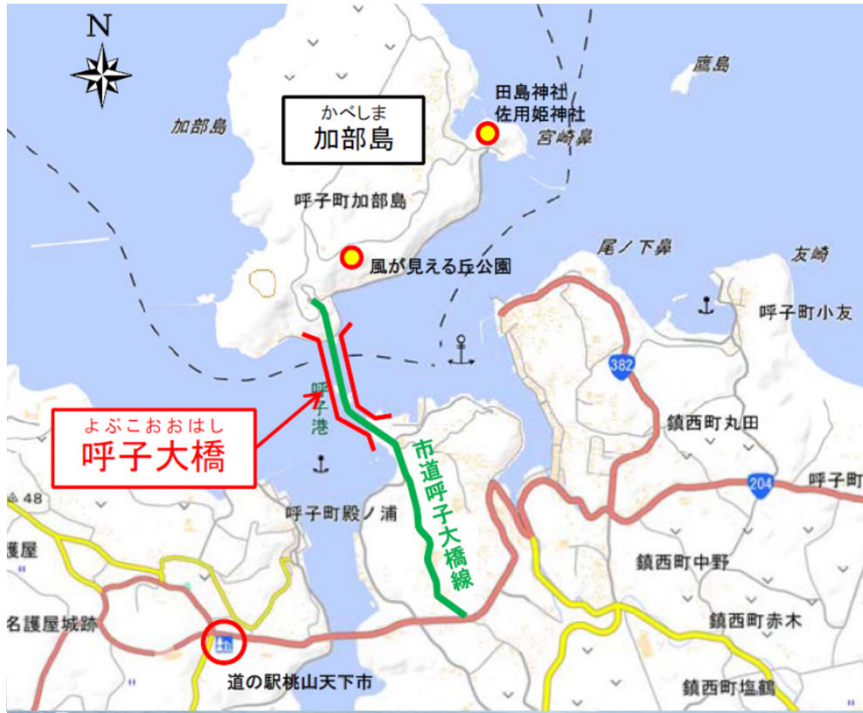 N
鷹島
田島神社
佐用姫神社
かべしま
加部島
加部島
宮崎鼻
呼子町加部島
尾ノ下鼻
友崎
風が見える丘公園
呼子町小友
382
呼子港
よぶこおおはし
呼子大橋
鎮西町丸田
市道呼子大橋線
204
呼子町
48
呼子町殿ノ浦
護屋
鎮西町中野
名護屋城跡
鎮西町赤木
道の駅桃山天下市
鎮西町塩鶴